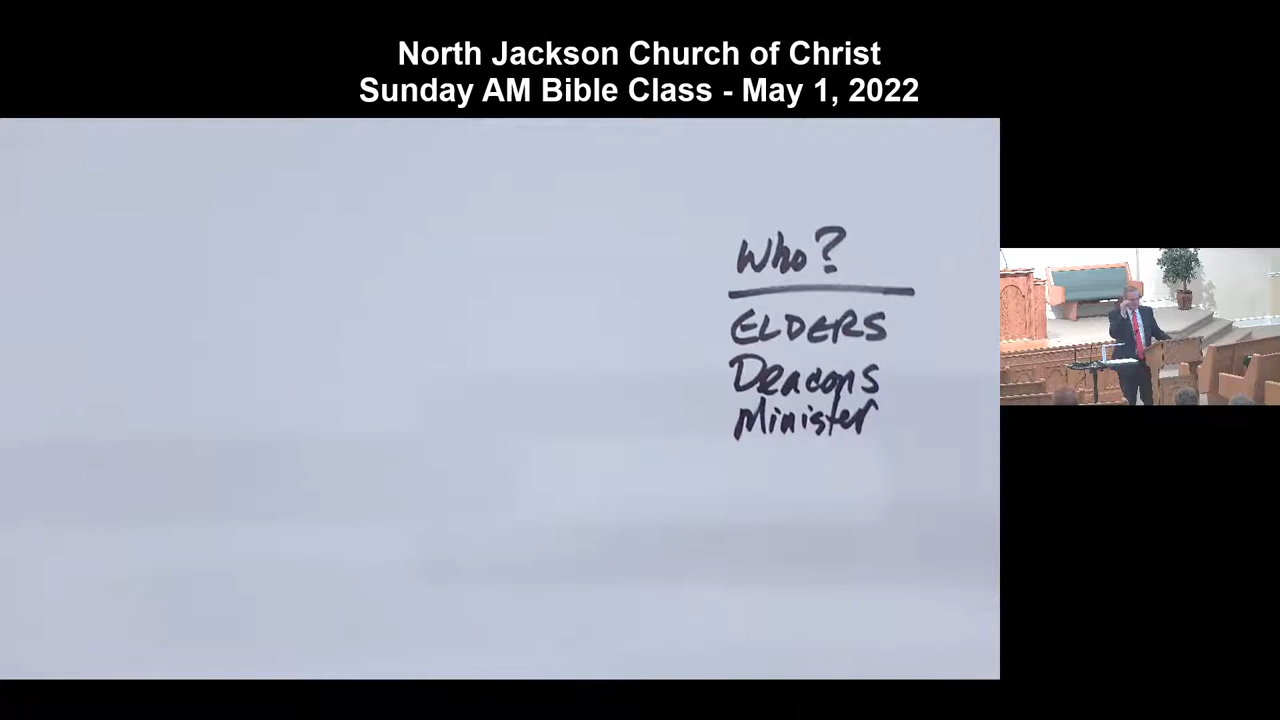 North Jackson Church of Christ
Sunday AM Bible Class - May 1, 2022
Who?
ELDERS
Deacons
Minister